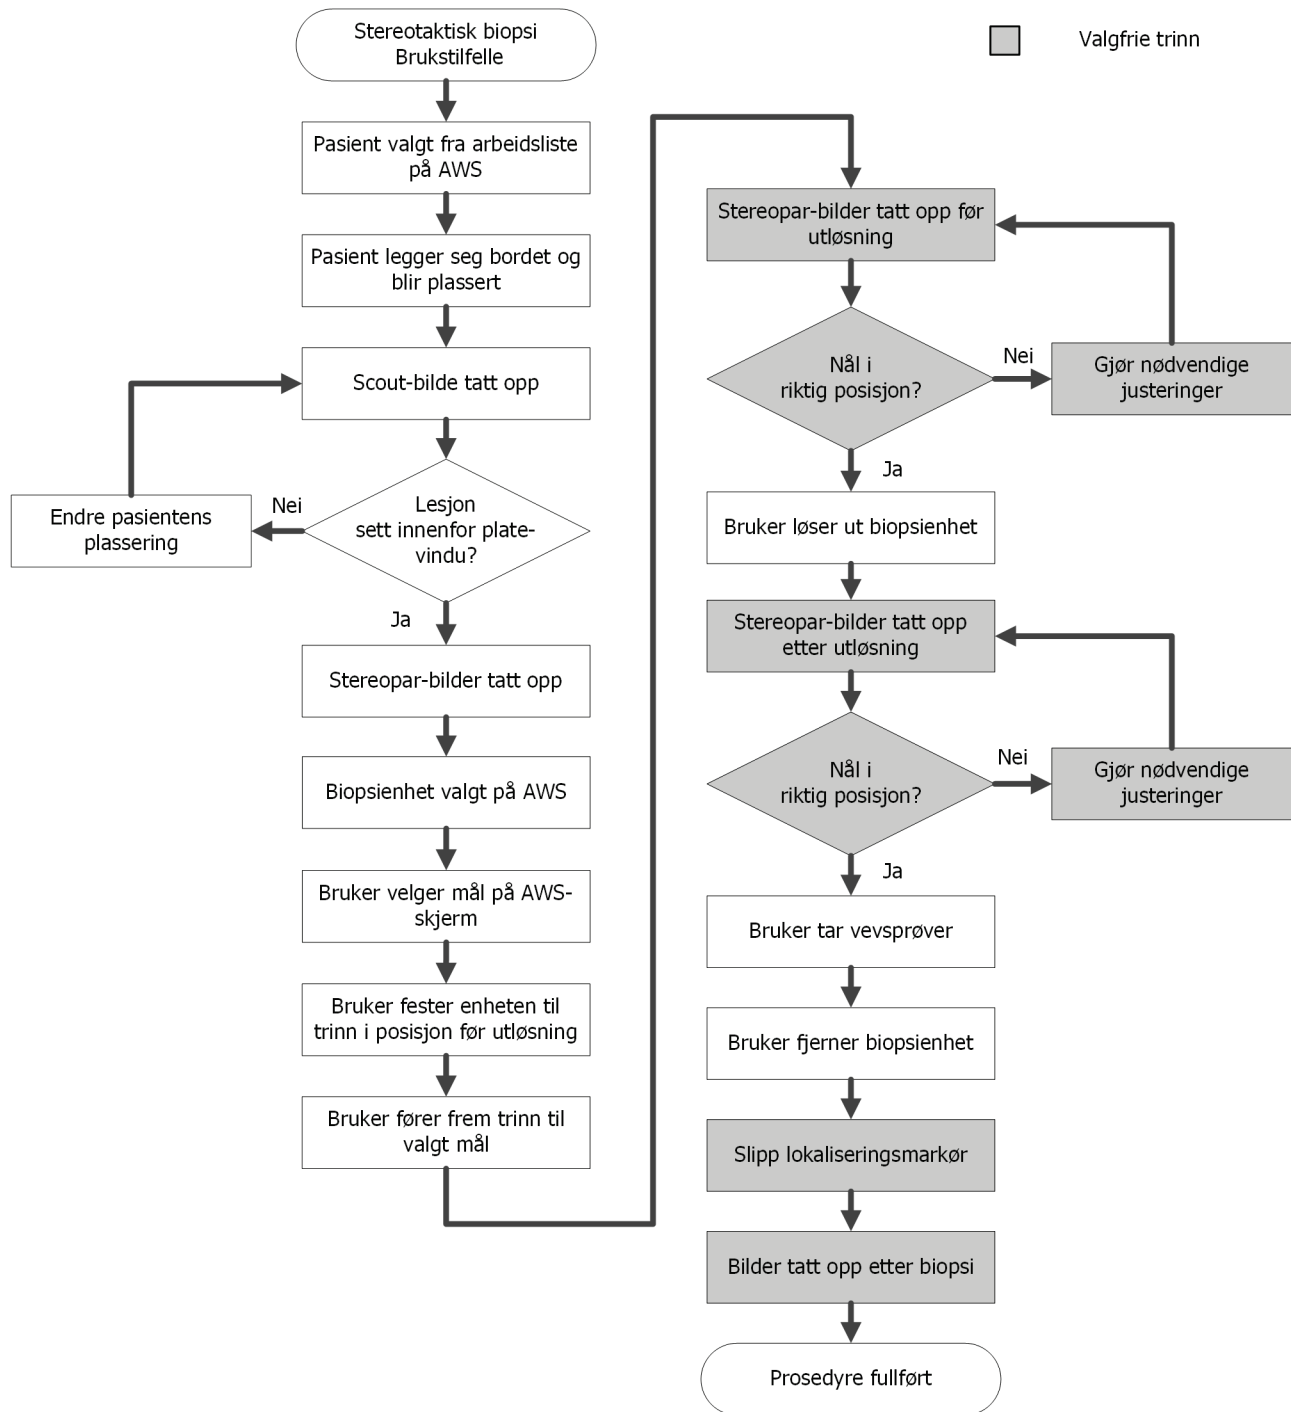 Stereotaktisk biopsi
Brukstilfelle
Pasient valgt fra arbeidsliste
på AWS
Pasient legger seg bordet og
blir plassert
Scout-bilde tatt opp
Lesjon
sett innenfor plate-
vindu?
Nei
Endre pasientens
plassering
Ja
Stereopar-bilder tatt opp
Biopsienhet valgt på AWS
Bruker velger mål på AWS-
skjerm
Bruker fester enheten til
trinn i posisjon før utløsning
Bruker fører frem trinn til
valgt mål
Valgfrie trinn
Stereopar-bilder tatt opp før
utløsning
Nål i
riktig posisjon?
Nei
Gjør nødvendige
justeringer
Ja
Bruker løser ut biopsienhet
Stereopar-bilder tatt opp
etter utløsning
Nål i
riktig posisjon?
Nei
Gjør nødvendige
justeringer
Ja
Bruker tar vevsprøver
Bruker fjerner biopsienhet
Slipp lokaliseringsmarkør
Bilder tatt opp etter biopsi
Prosedyre fullført